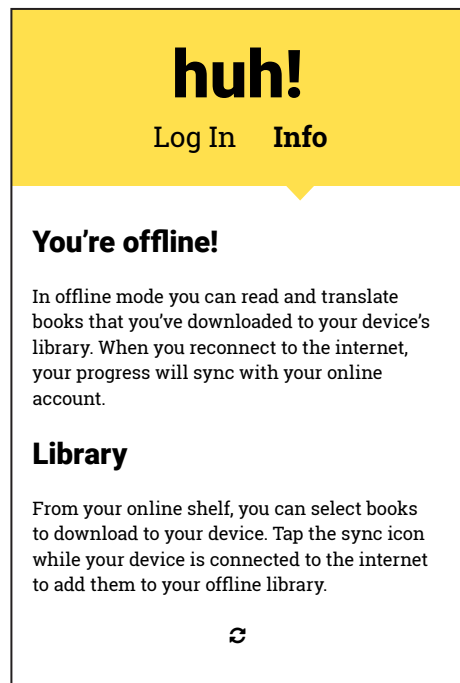 huh!
Log In Info
You’re offline!
In offline mode you can read and translate
books that you’ve downloaded to your device’s
library. When you reconnect to the internet,
your progress will sync with your online
account.
Library
From your online shelf, you can select books
to download to your device. Tap the sync icon
while your device is connected to the internet
to add them to your offline library.